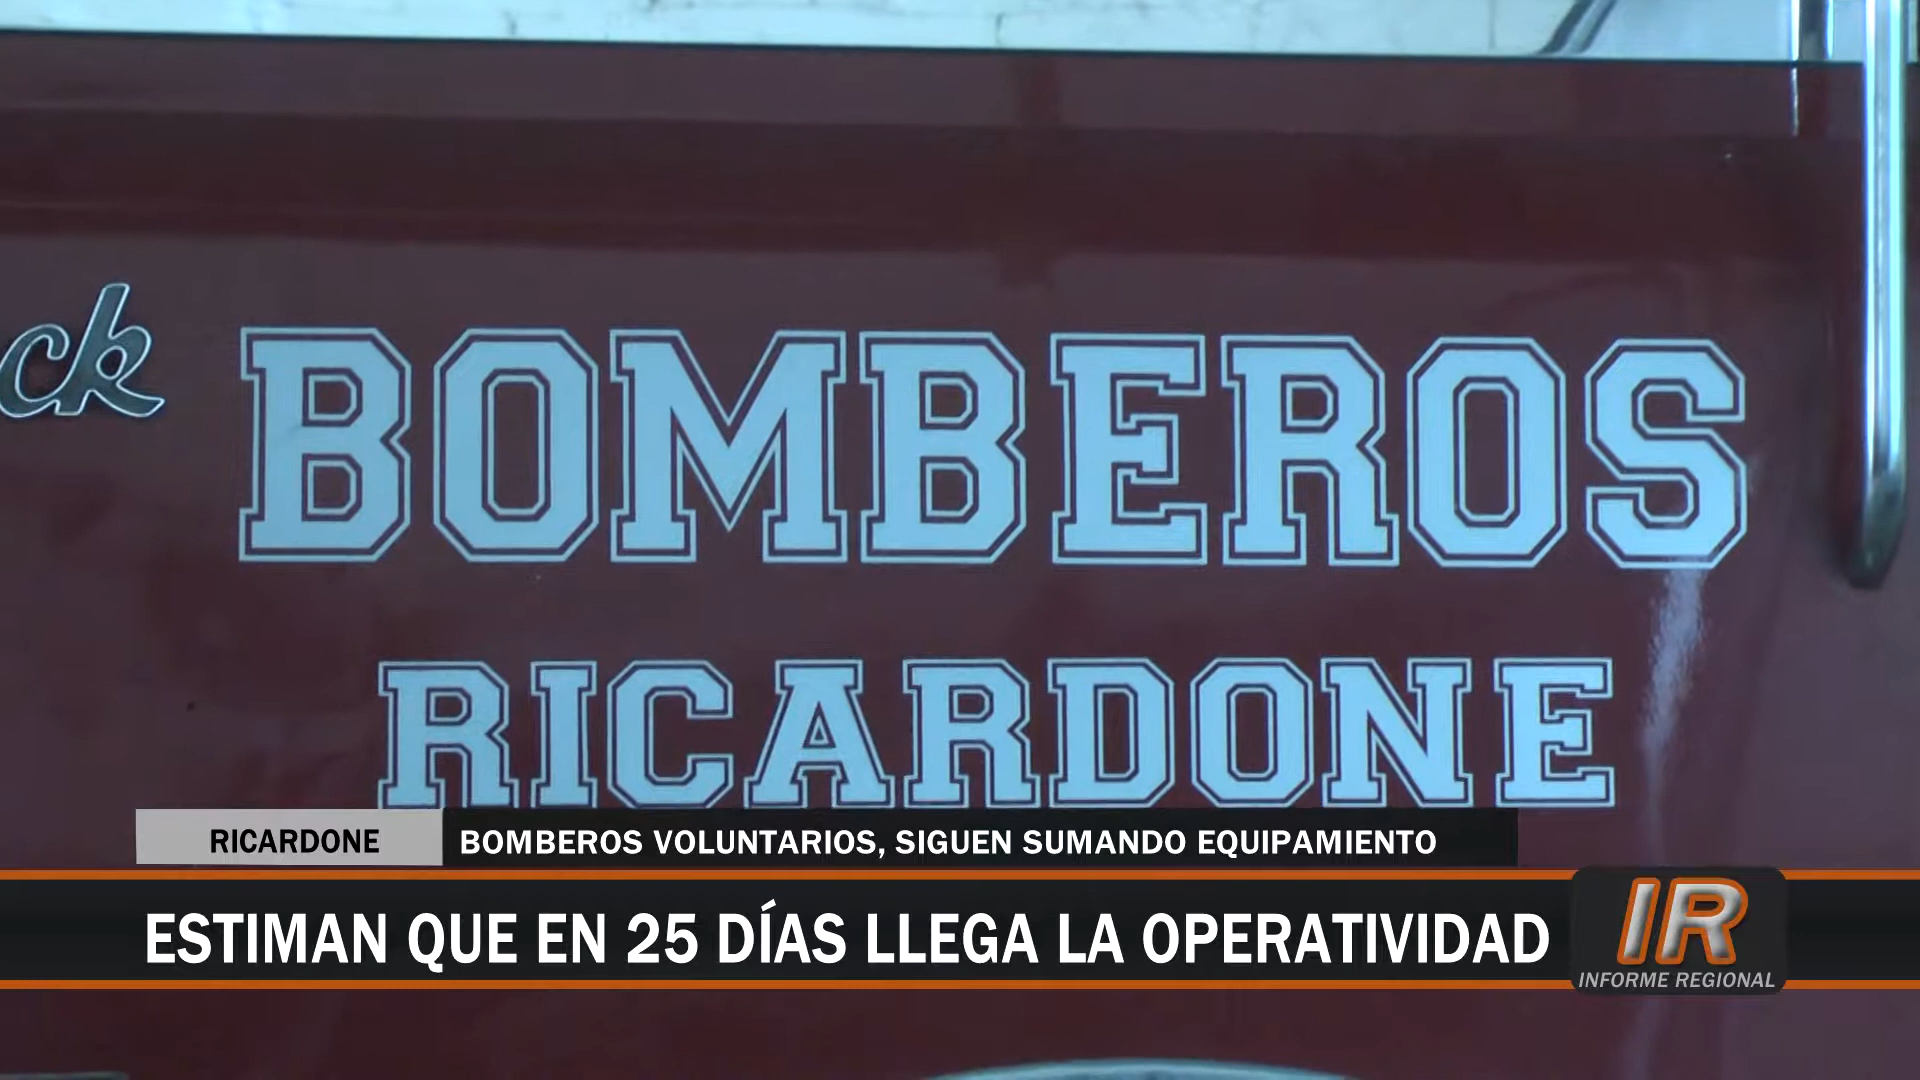 ck
BOMBEROS
RICARDONE
RICARDONE
BOMBEROS VOLUNTARIOS, SIGUEN SUMANDO EQUIPAMIENTO
ESTIMAN QUE EN 25 DÍAS LLEGA LA OPERATIVIDAD
IR
INFORME REGIONAL